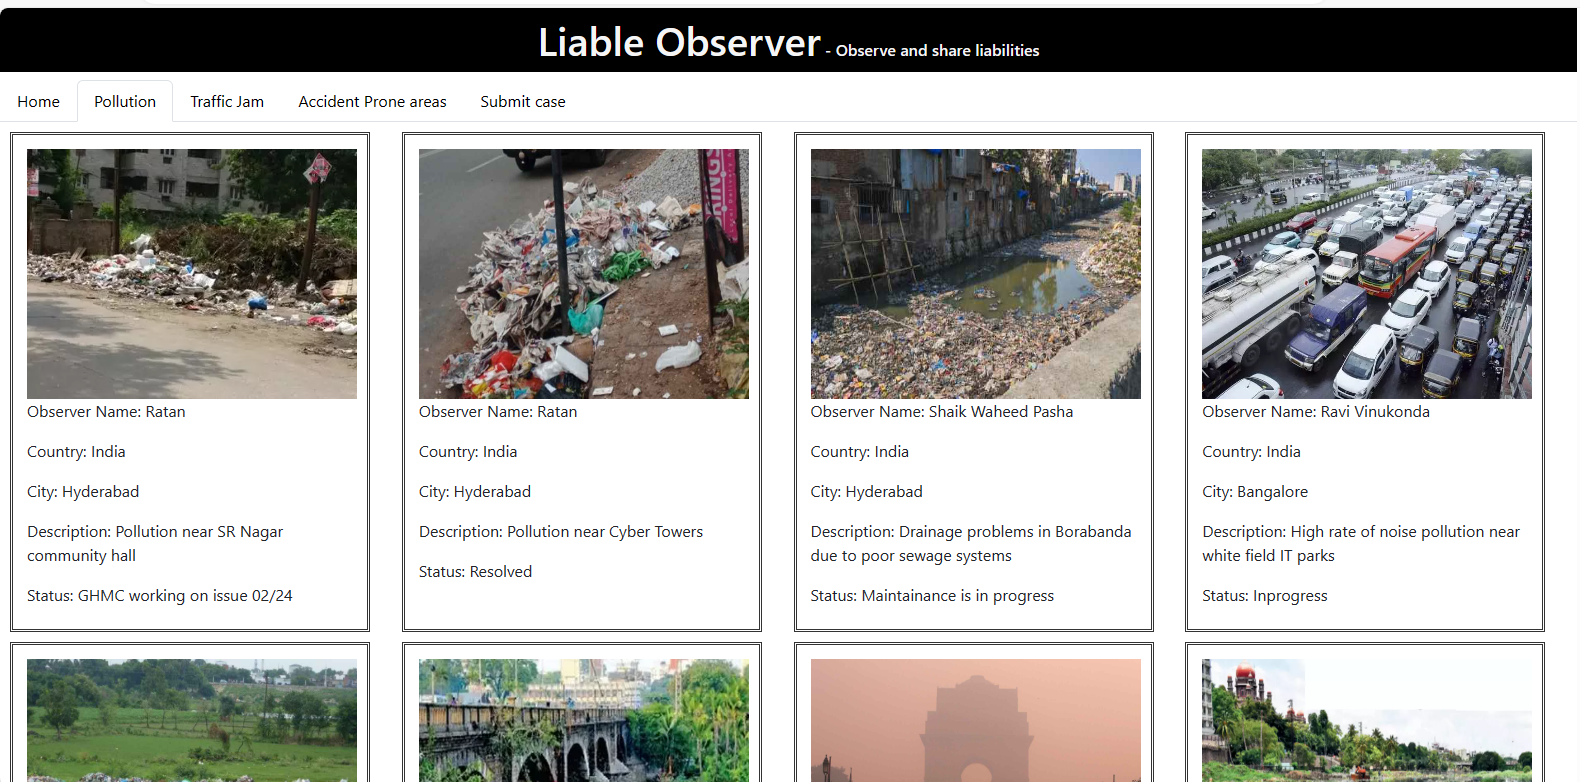 Liable Observer - Observe and share liabilities
Home
Pollution
Traffic Jam
Accident Prone areas
Submit case
Observer Name: Ratan
Country: India
City: Hyderabad
Description: Pollution near SR Nagar
community hall
Status: GHMC working on issue 02/24
Observer Name: Ratan
Country: India
City: Hyderabad
Description: Pollution near Cyber Towers
Status: Resolved
Observer Name: Shaik Waheed Pasha
Country: India
City: Hyderabad
Description: Drainage problems in Borabanda
due to poor sewage systems
Status: Maintainance is in progress
Observer Name: Ravi Vinukonda
Country: India
City: Bangalore
Description: High rate of noise pollution near
white field IT parks
Status: Inprogress